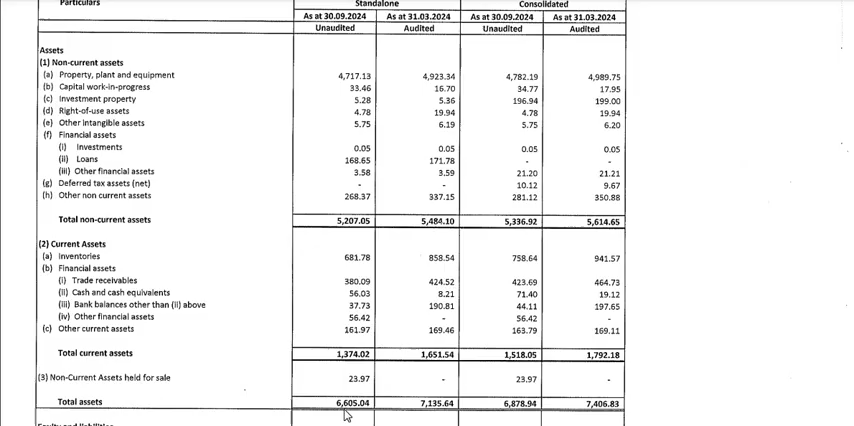 Particulars Standalone Consolidated
As at 30.09.2024 As at 31.03.2024 As at 30.09.2024 As at 31.03.2024
Unaudited Audited Unaudited Audited
Assets
(1) Non-current assets
(a) Property, plant and equipment 4,717.13 4,923.34 4,782.19 4,989.75
(b) Capital work-in-progress 33.46 16.70 34.77 17.95
(c) Investment property 5.28 5.36 196.94 199.00
(d) Right-of-use assets 4.78 19.94 4.78 19.94
(e) Other Intangible assets 5.75 6.19 5.75 6.20
(f) Financial assets
(i) Investments 0.05 0.05 0.05 0.05
(ii) Loans 168.65 171.78 - -
(iii) Other financial assets 3.58 3.59 21.20 21.21
(g) Deferred tax assets (net) - - 10.12 9.67
(h) Other non current assets 268.37 337.15 281.12 350.88
Total non-current assets 5,207.05 5,484.10 5,336.92 5,614.65
(2) Current Assets
(a) Inventories 681.78 858.54 758.64 941.57
(b) Financial assets
(i) Trade receivables 380.09 424.52 423.69 464.73
(ii) Cash and cash equivalents 56.03 8.21 71.40 19.12
(iii) Bank balances other than (ii) above 37.73 190.81 44.11 197.65
(iv) Other financial assets 56.42 - 56.42 -
(c) Other current assets 161.97 169.46 163.79 169.11
Total current assets 1,374.02 1,651.54 1,518.05 1,792.18
(3) Non-Current Assets held for sale 23.97 - 23.97 -
Total assets 6,605.04 7,135.64 6,878.94 7,406.83
Equity and liabilities